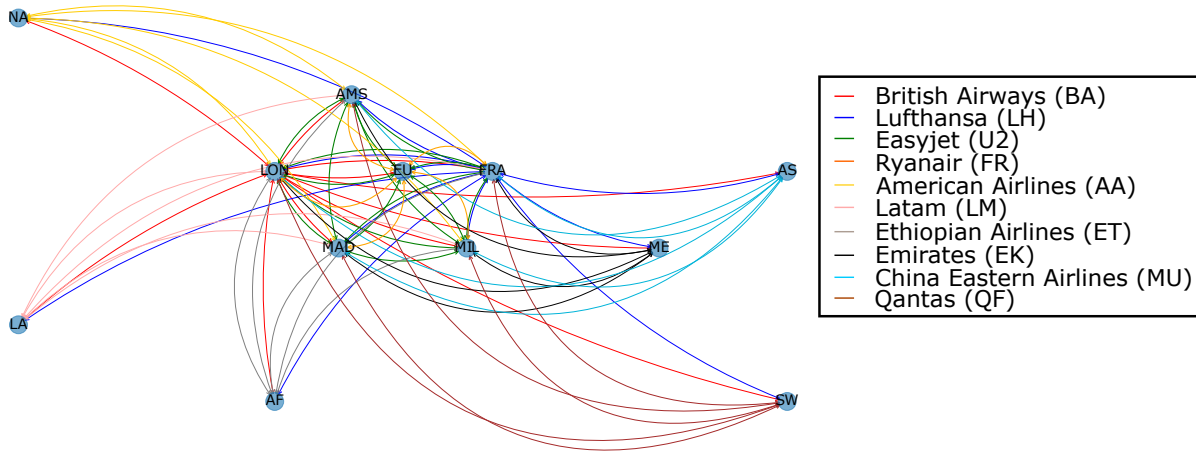 NA
AMS
LON
EU
FRA
AS
MAD
MIL
ME
LA
AF
SW
British Airways (BA)
Lufthansa (LH)
Easyjet (U2)
Ryanair (FR)
American Airlines (AA)
Latam (LM)
Ethiopian Airlines (ET)
Emirates (EK)
China Eastern Airlines (MU)
Qantas (QF)